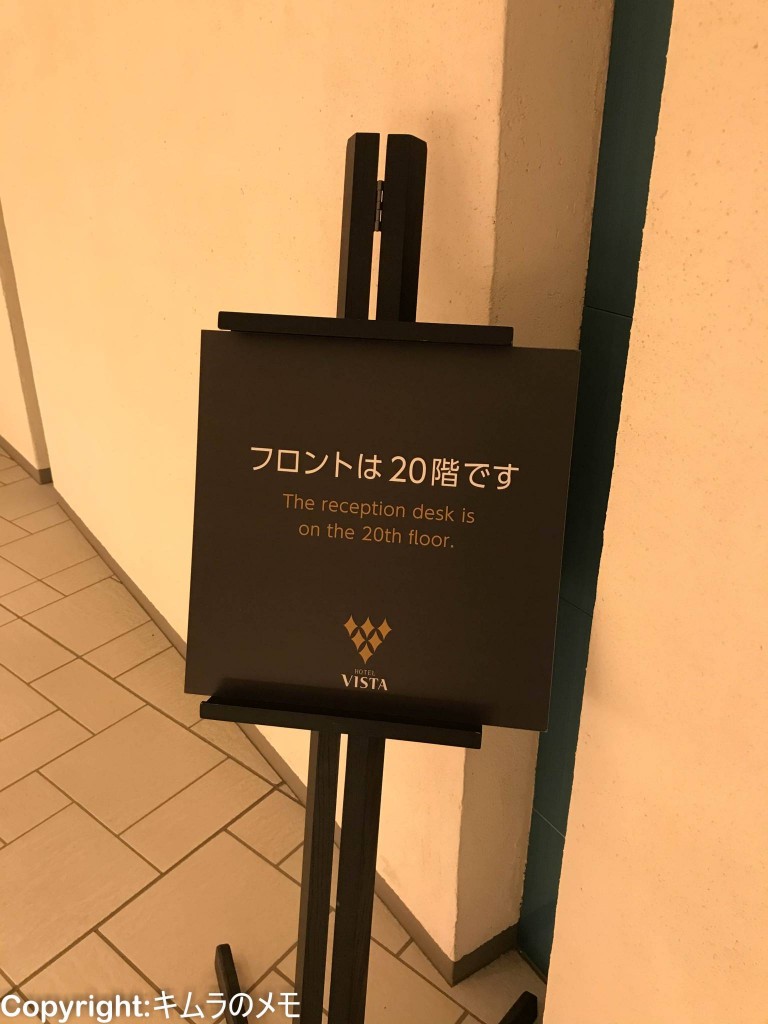 フロントは20階です
The reception desk is
on the 20th floor.
HOTEL
VISTA
Copyright:キムラのメモ